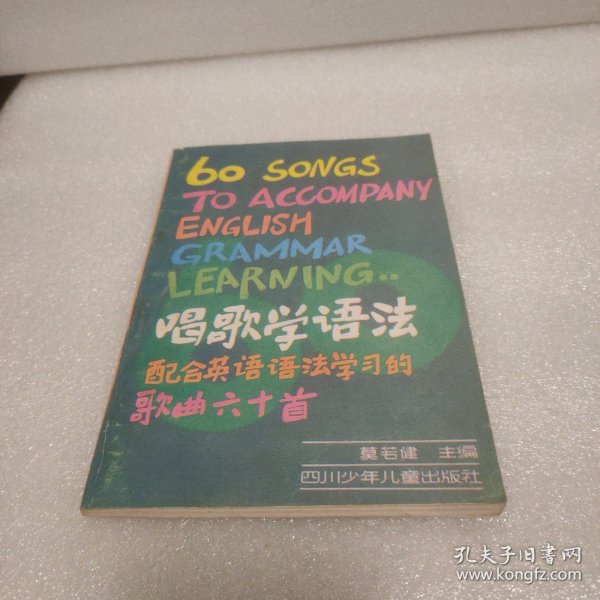 60 SONGS
TO ACCOMPANY
ENGLISH
GRAMMAR
LEARNING..
唱歌学语法
配合英语语法学习的
歌曲六十首
莫若健 主编
四川少年儿童出版社
孔夫子旧书网
www.kongfz.com